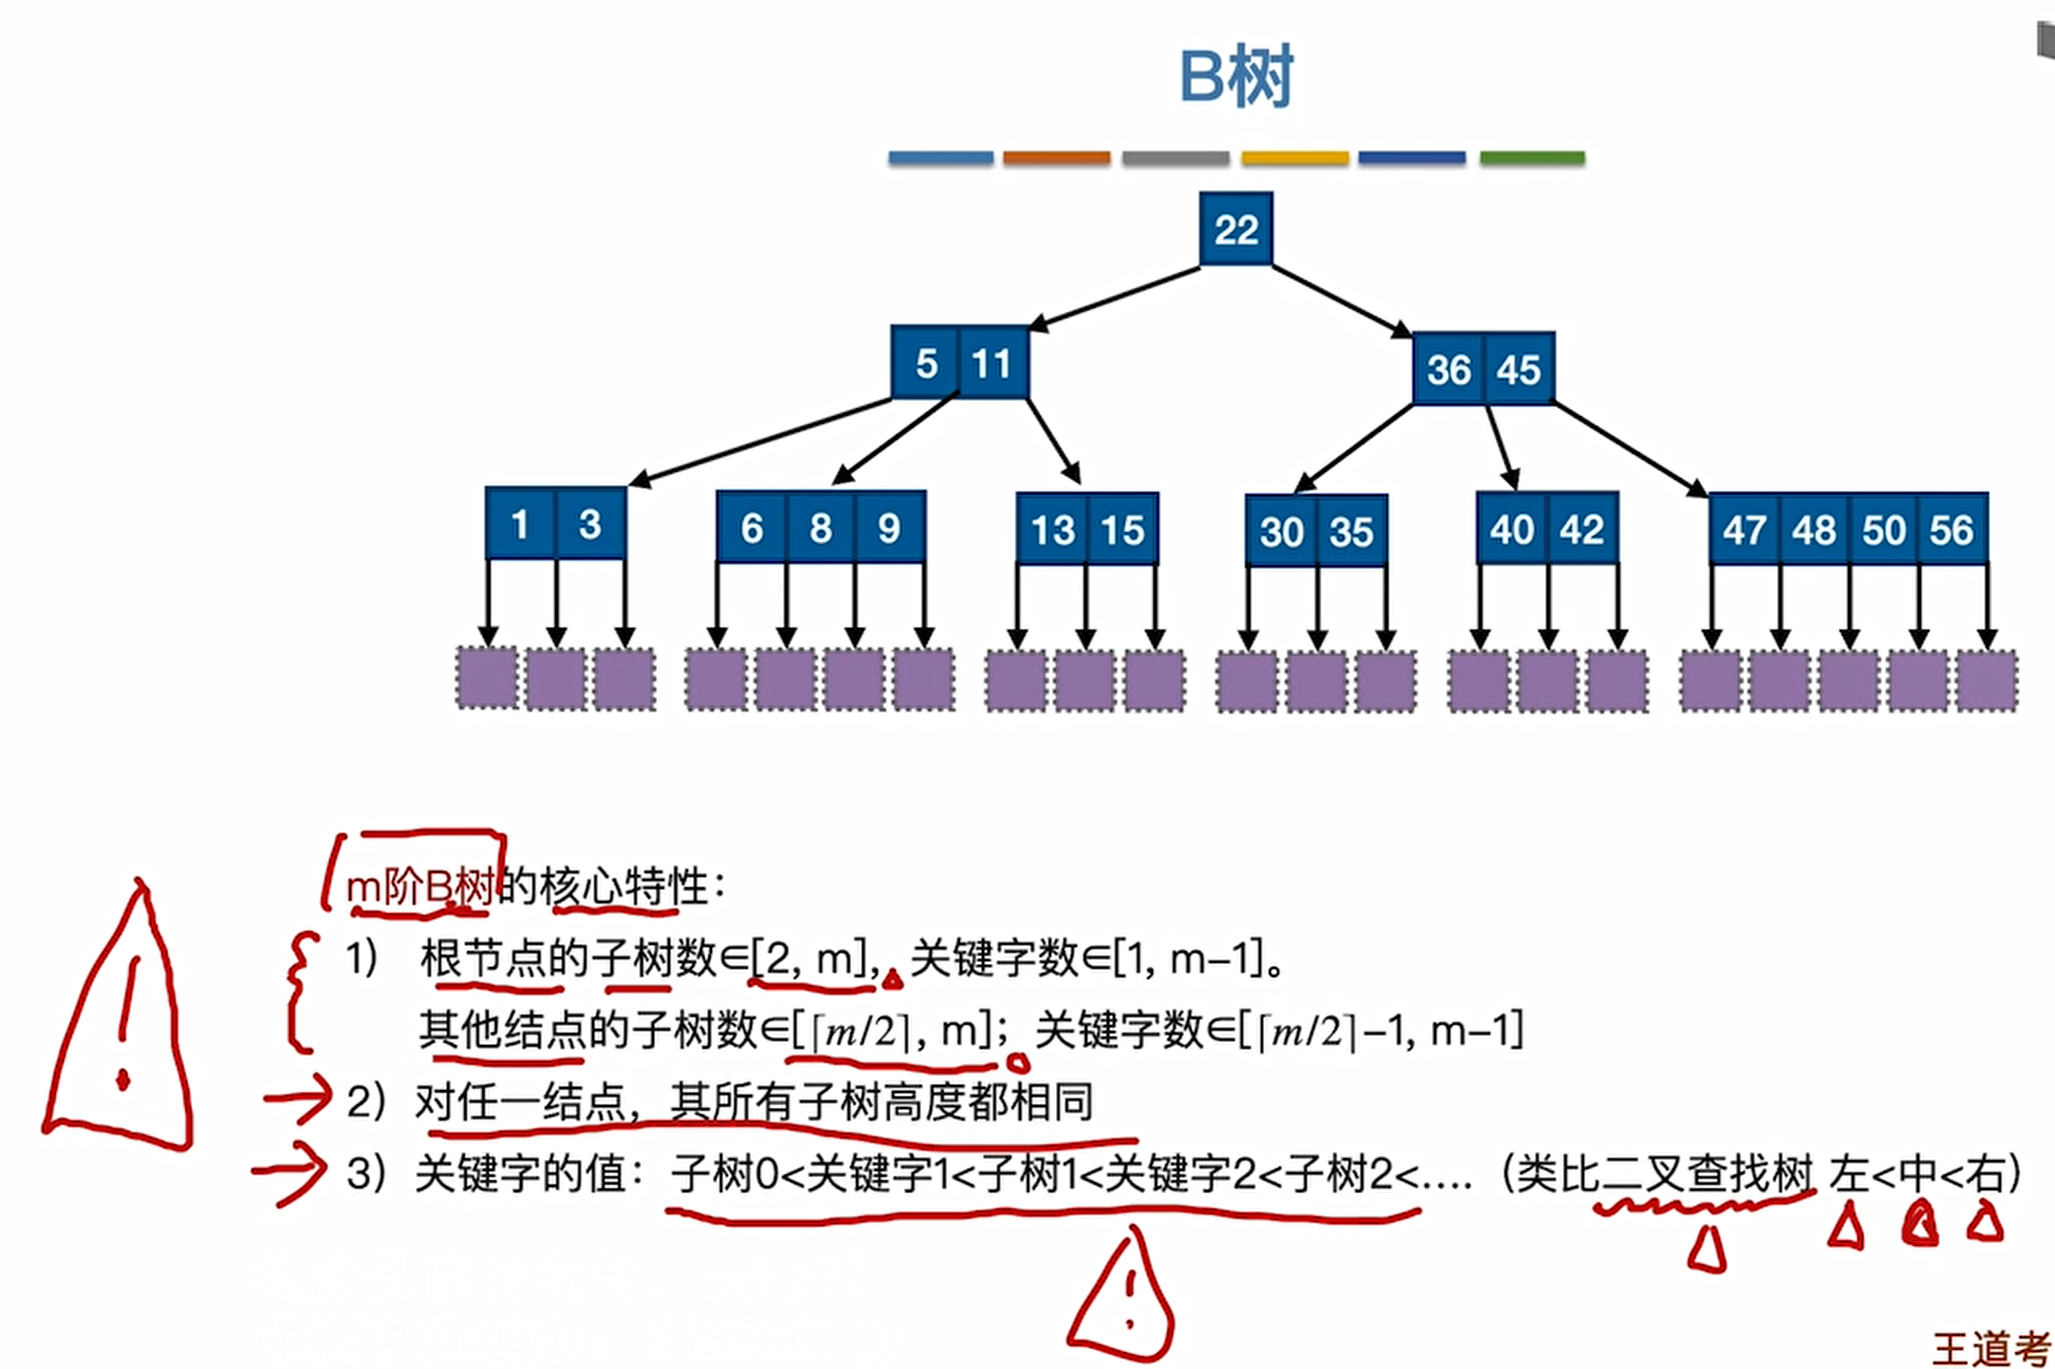 B树
22
5 11
36 45
1 3
6 8 9
13 15
30 35
40 42
47 48 50 56
m阶B树的核心特性：
1) 根节点的子树数∈[2, m]，关键字数∈[1, m–1]。
其他结点的子树数∈[⌈m/2⌉, m]；关键字数∈[⌈m/2⌉–1, m–1]
2) 对任一结点，其所有子树高度都相同
3) 关键字的值：子树0<关键字1<子树1<关键字2<子树2<…. （类比二叉查找树 左<中<右）
王道考